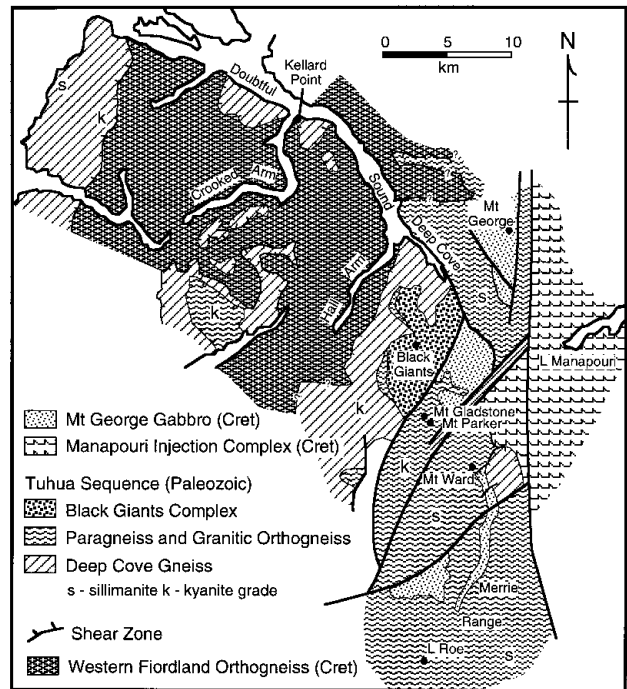 Kellard
Point
0 5 10
km
N
Doubtful
s
k
Crooked Arm
Sound
Deep Cove
Mt
George
Hall Arm
s
k
Black
Giants
L Manapouri
Mt Gladstone
Mt Parker
k
k
Mt Ward
s
Merrie
Range
L Roe
s
Mt George Gabbro (Cret)
Manapouri Injection Complex (Cret)
Tuhua Sequence (Paleozoic)
Black Giants Complex
Paragneiss and Granitic Orthogneiss
Deep Cove Gneiss
s - sillimanite k - kyanite grade
Shear Zone
Western Fiordland Orthogneiss (Cret)